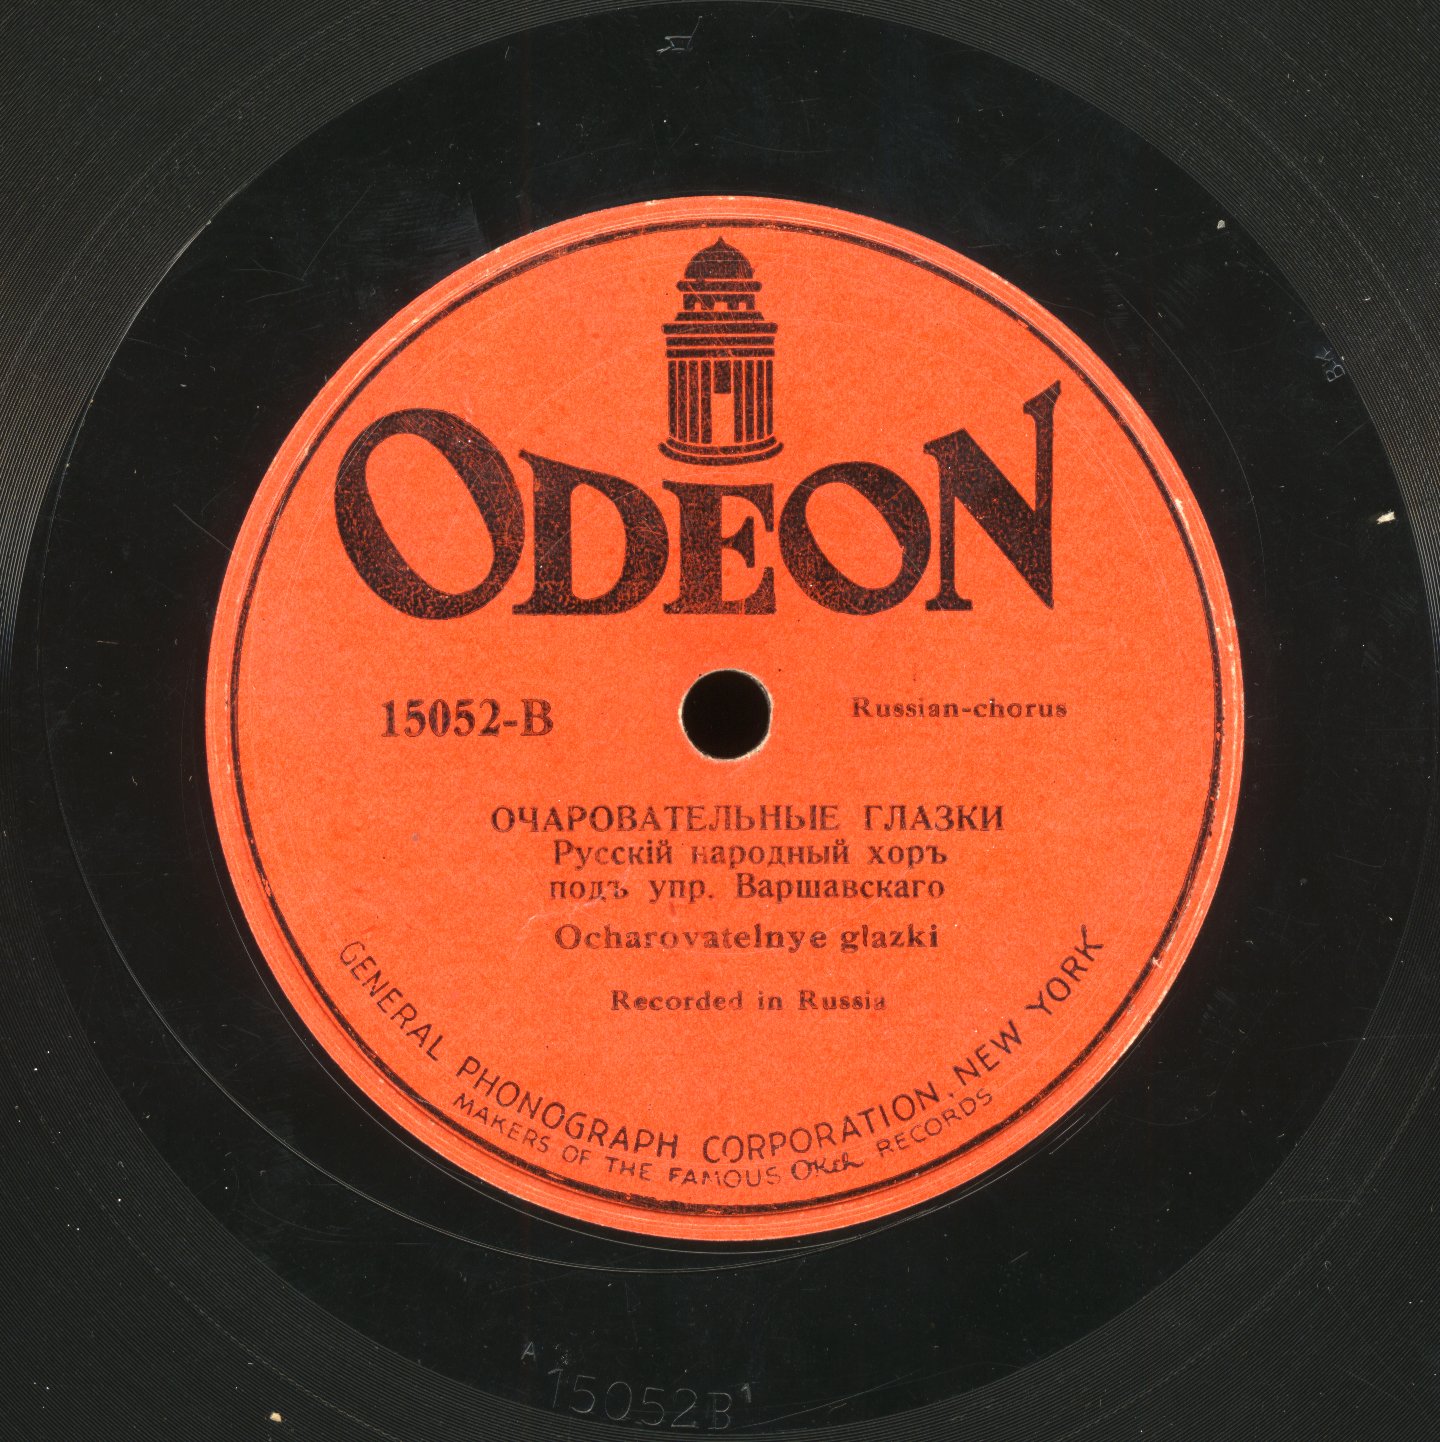 ODEON
15052-B
Russian-chorus
ОЧАРОВАТЕЛЬНЫЕ ГЛАЗКИ
Русскій народный хоръ
подъ упр. Варшавскаго
Ocharovatelnye glazki
Recorded in Russia
GENERAL PHONOGRAPH CORPORATION, NEW YORK
MAKERS OF THE FAMOUS OKeh RECORDS
A
15052B¹